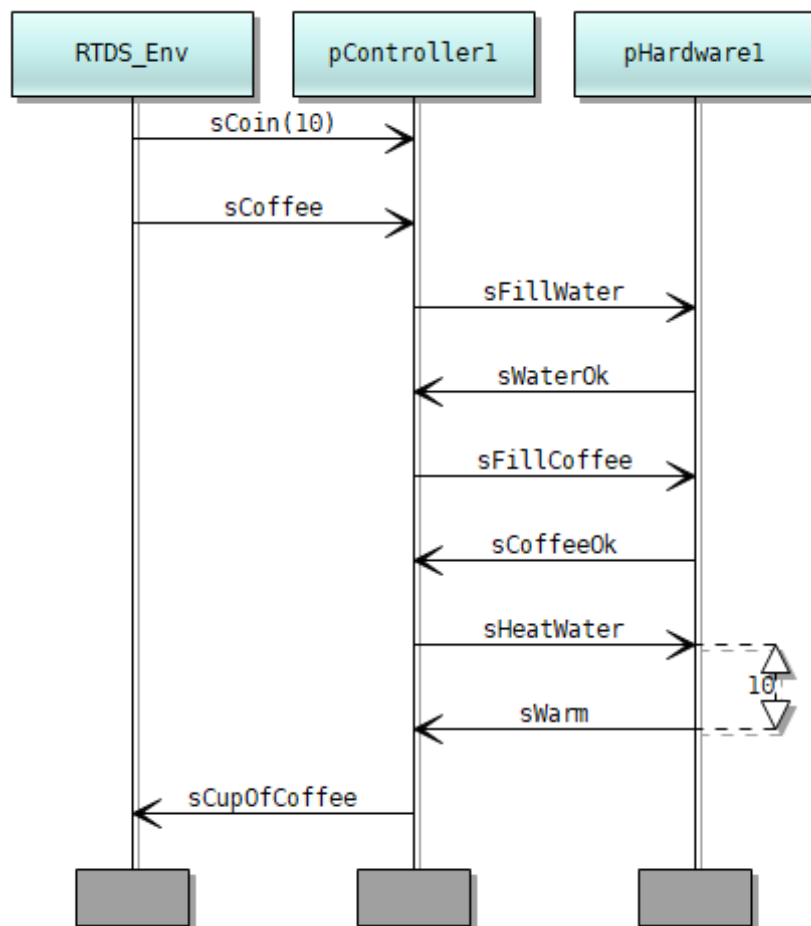 RTDS_Env
pController1
pHardware1
sCoin(10)
sCoffee
sFillWater
sWaterOk
sFillCoffee
sCoffeeOk
sHeatWater
10
sWarm
sCupOfCoffee